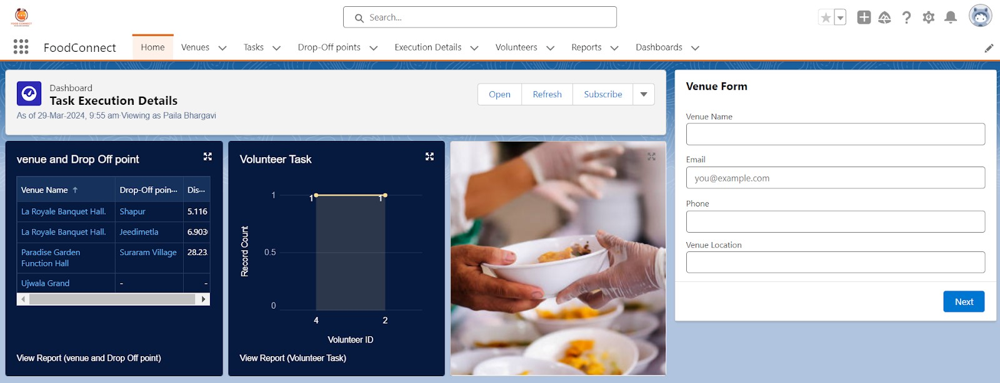 FOOD CONNECT
Search...
FoodConnect
Home
Venues
Tasks
Drop-Off points
Execution Details
Volunteers
Reports
Dashboards
Dashboard
Task Execution Details
As of 29-Mar-2024, 9:55 am·Viewing as Paila Bhargavi
Open
Refresh
Subscribe
venue and Drop Off point
Venue Name ↑ Drop-Off poin... Dis...
La Royale Banquet Hall. Shapur 5.116
La Royale Banquet Hall. Jeedimetla 6.903
Paradise Garden Suraram Village 28.23
Function Hall
Ujwala Grand - -
View Report (venue and Drop Off point)
Volunteer Task
1
1 1
0.5
0
Record Count
4 2
Volunteer ID
View Report (Volunteer Task)
Venue Form
Venue Name
Email
you@example.com
Phone
Venue Location
Next